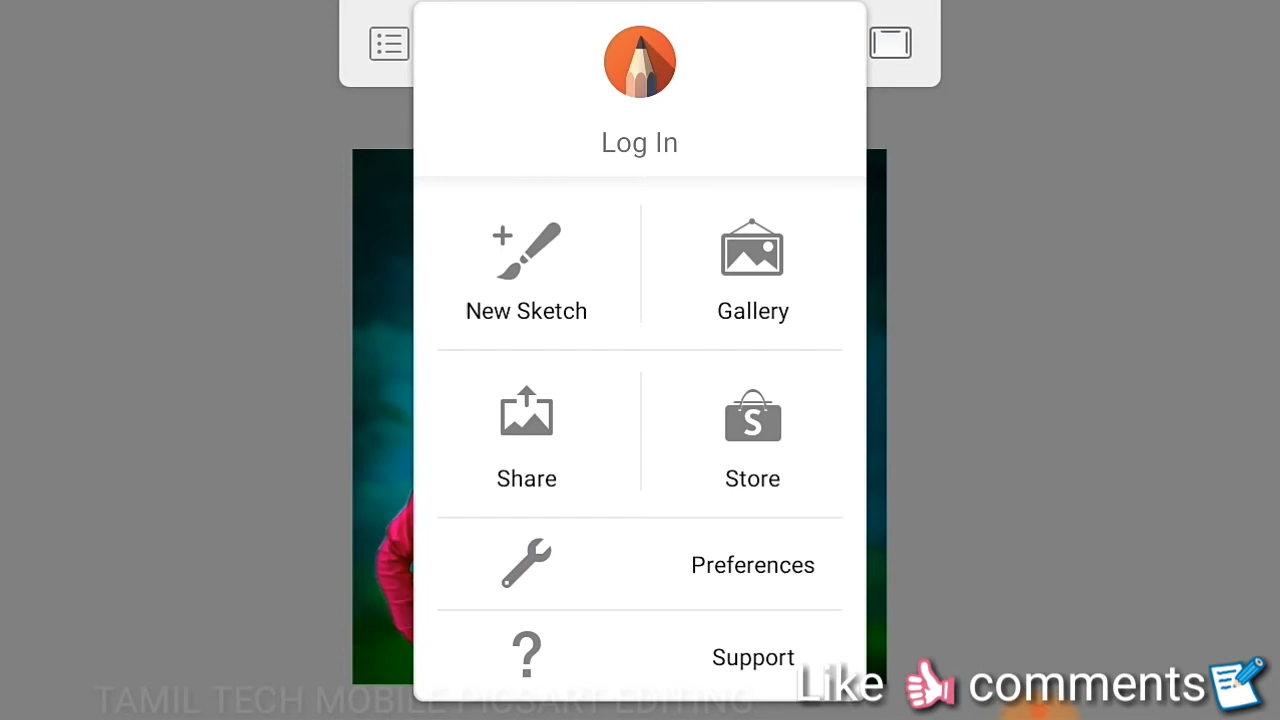 Log In
New Sketch
Gallery
Share
S
Store
Preferences
Support
Like comments
TAMIL TECH MOBILE PICSART EDITING